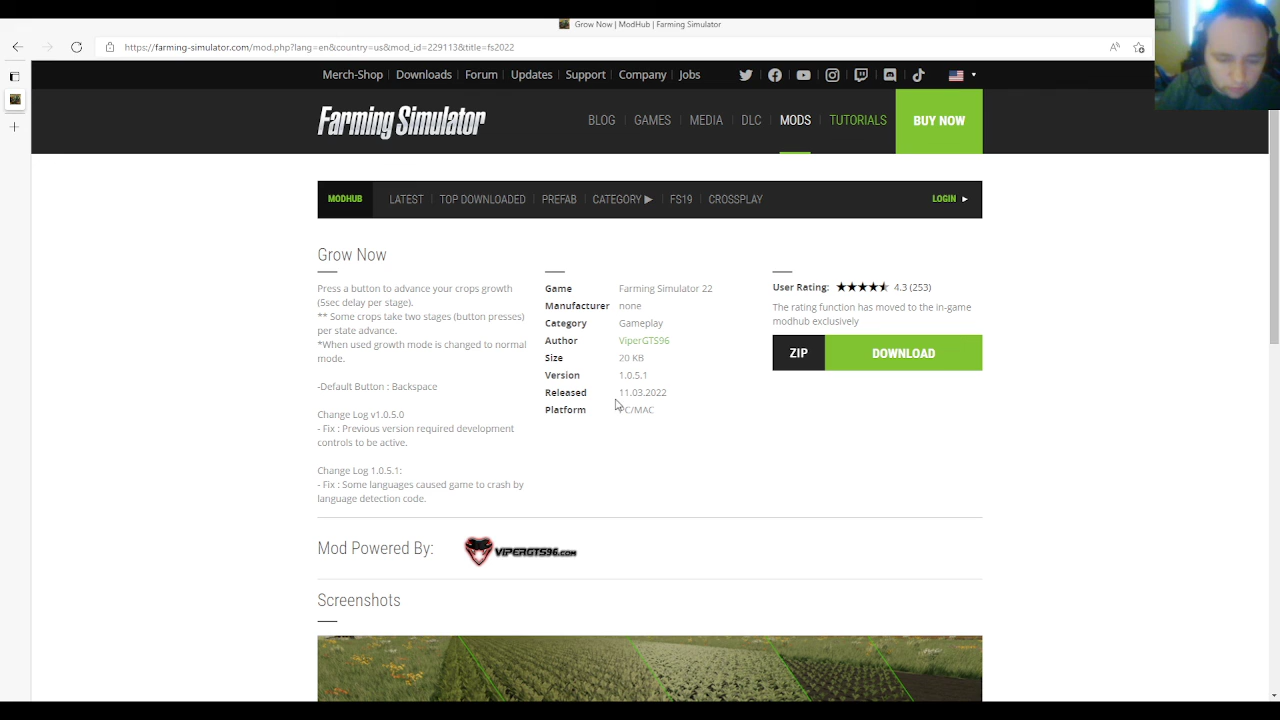 Grow Now | ModHub | Farming Simulator
https://farming-simulator.com/mod.php?lang=en&country=us&mod_id=229113&title=fs2022
Merch-Shop Downloads Forum Updates Support Company Jobs
Farming Simulator
BLOG GAMES MEDIA DLC MODS TUTORIALS BUY NOW
MODHUB LATEST TOP DOWNLOADED PREFAB CATEGORY ▶ FS19 CROSSPLAY LOGIN ▶
Grow Now
Press a button to advance your crops growth
(5sec delay per stage).
** Some crops take two stages (button presses)
per state advance.
*When used growth mode is changed to normal
mode.
-Default Button : Backspace
Change Log v1.0.5.0
- Fix : Previous version required development
controls to be active.
Change Log 1.0.5.1:
- Fix : Some languages caused game to crash by
language detection code.
Game Farming Simulator 22
Manufacturer none
Category Gameplay
Author ViperGTS96
Size 20 KB
Version 1.0.5.1
Released 11.03.2022
Platform PC/MAC
User Rating: 4.3 (253)
The rating function has moved to the in-game
modhub exclusively
ZIP DOWNLOAD
Mod Powered By: VIPERGTS96.COM
Screenshots